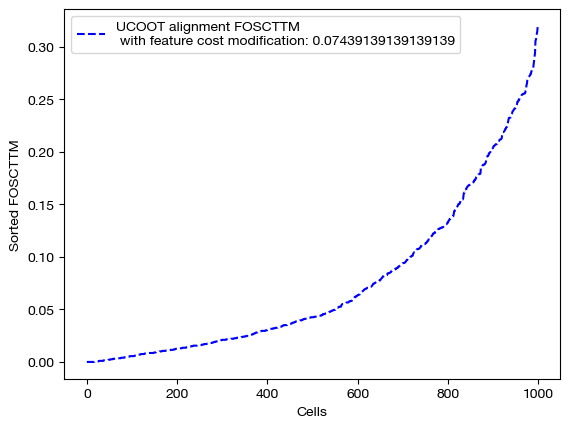 UCOOT alignment FOSCTTM
with feature cost modification: 0.07439139139139139
0.30
0.25
0.20
0.15
0.10
0.05
0.00
Sorted FOSCTTM
0 200 400 600 800 1000
Cells